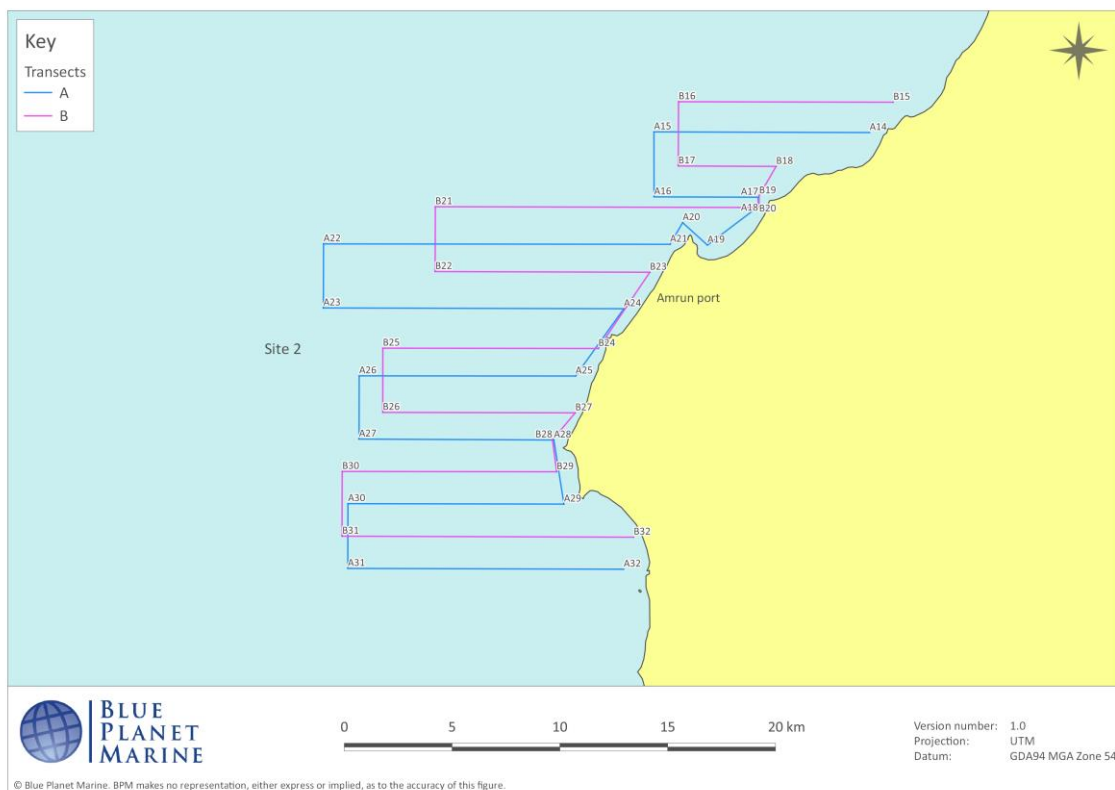 Key
Transects
A
B
B16
B15
A15
A14
B17
B18
A16
A17
B19
B21
A18
B20
A20
A22
A21
A19
B22
B23
Amrun port
A23
A24
Site 2
B25
B24
A26
A25
B26
B27
A27
B28
A28
B30
B29
A30
A29
B31
B32
A31
A32
BLUE
PLANET
MARINE
0 5 10 15 20 km
Version number: 1.0
Projection: UTM
Datum: GDA94 MGA Zone 54
© Blue Planet Marine. BPM makes no representation, either express or implied, as to the accuracy of this figure.